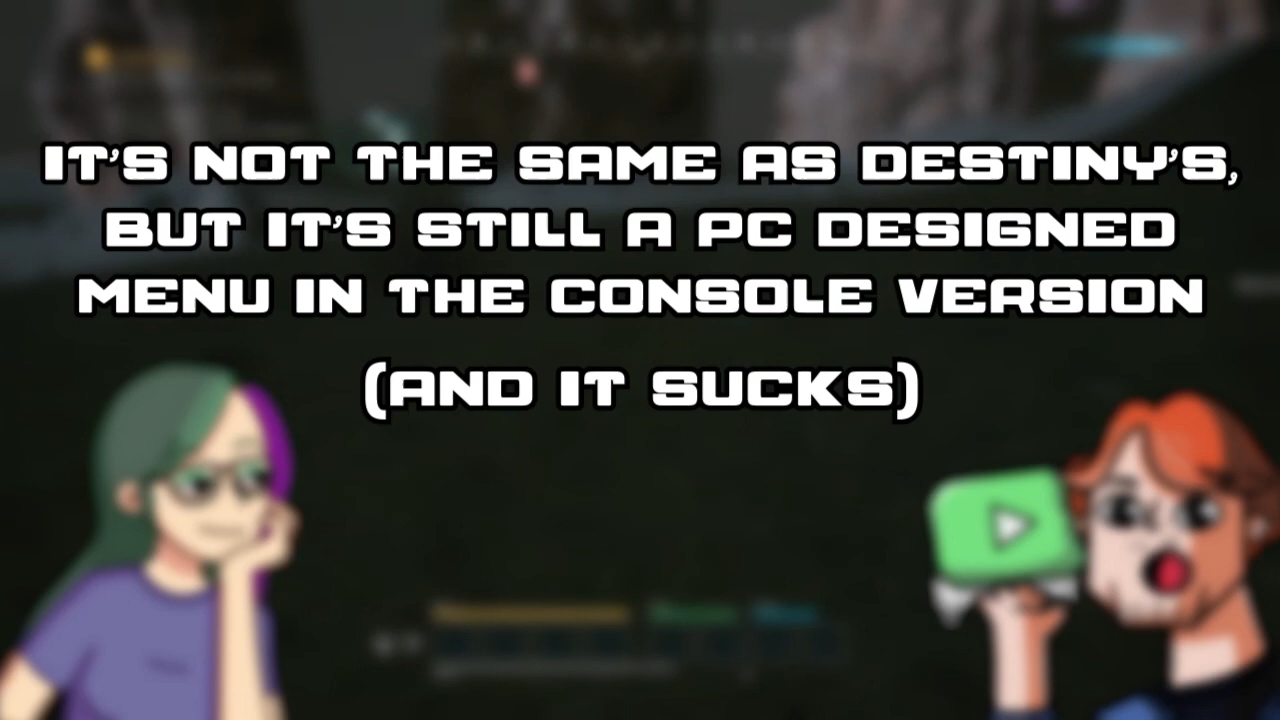 IT'S NOT THE SAME AS DESTINY'S,
BUT IT'S STILL A PC DESIGNED
MENU IN THE CONSOLE VERSION
(AND IT SUCKS)